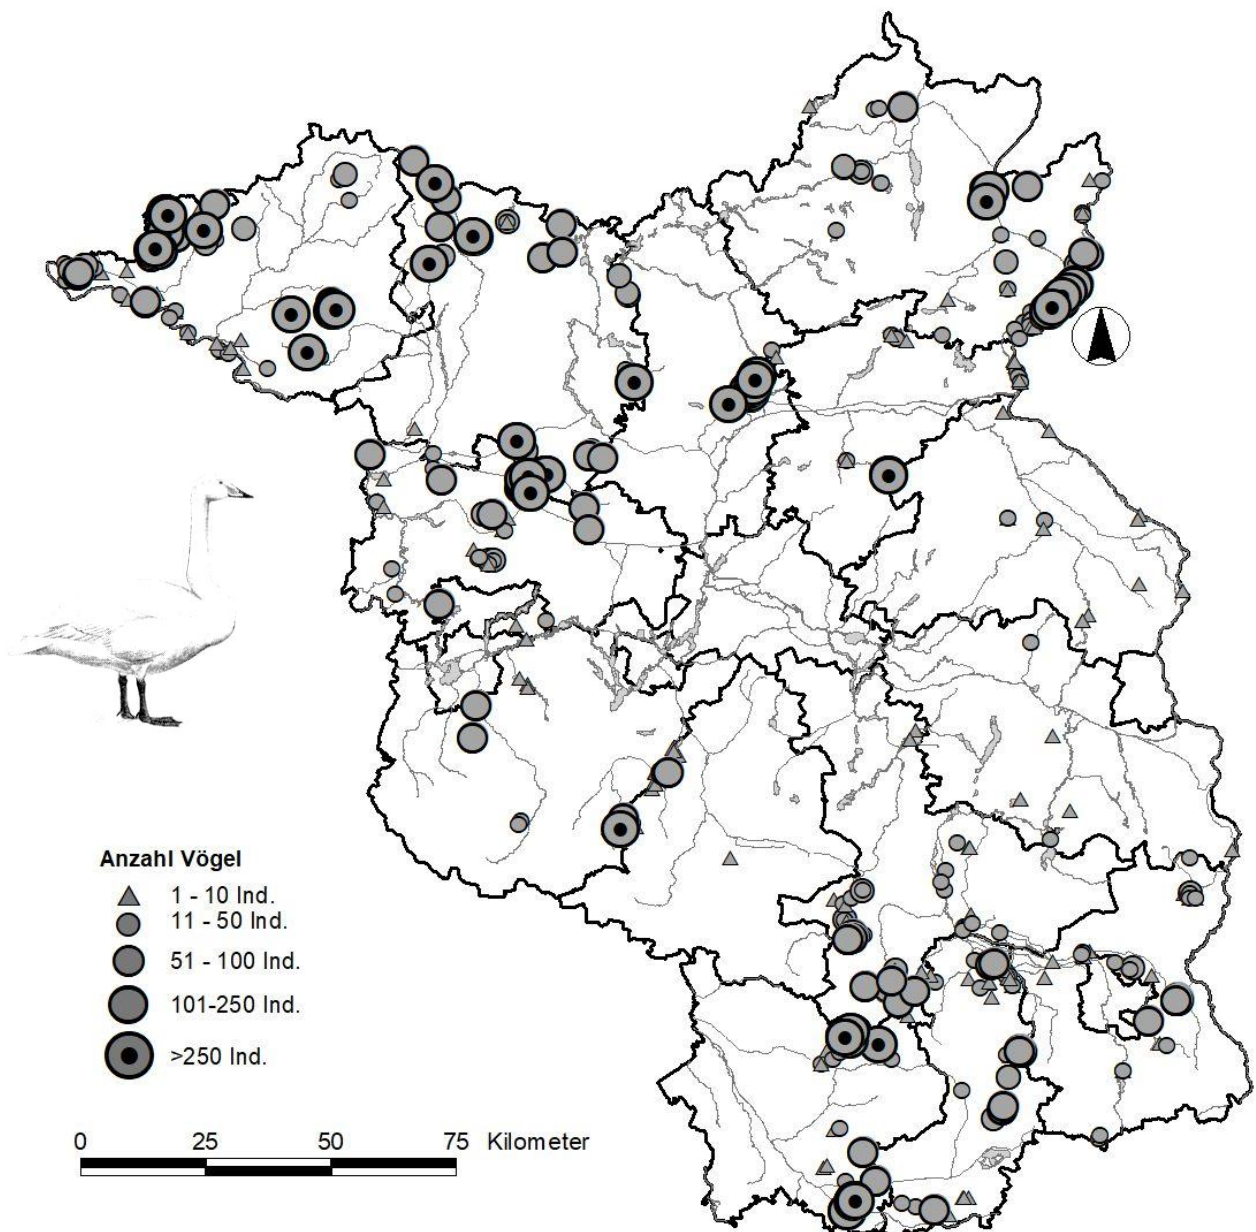 Anzahl Vögel
1 - 10 Ind.
11 - 50 Ind.
51 - 100 Ind.
101-250 Ind.
>250 Ind.
0 25 50 75 Kilometer